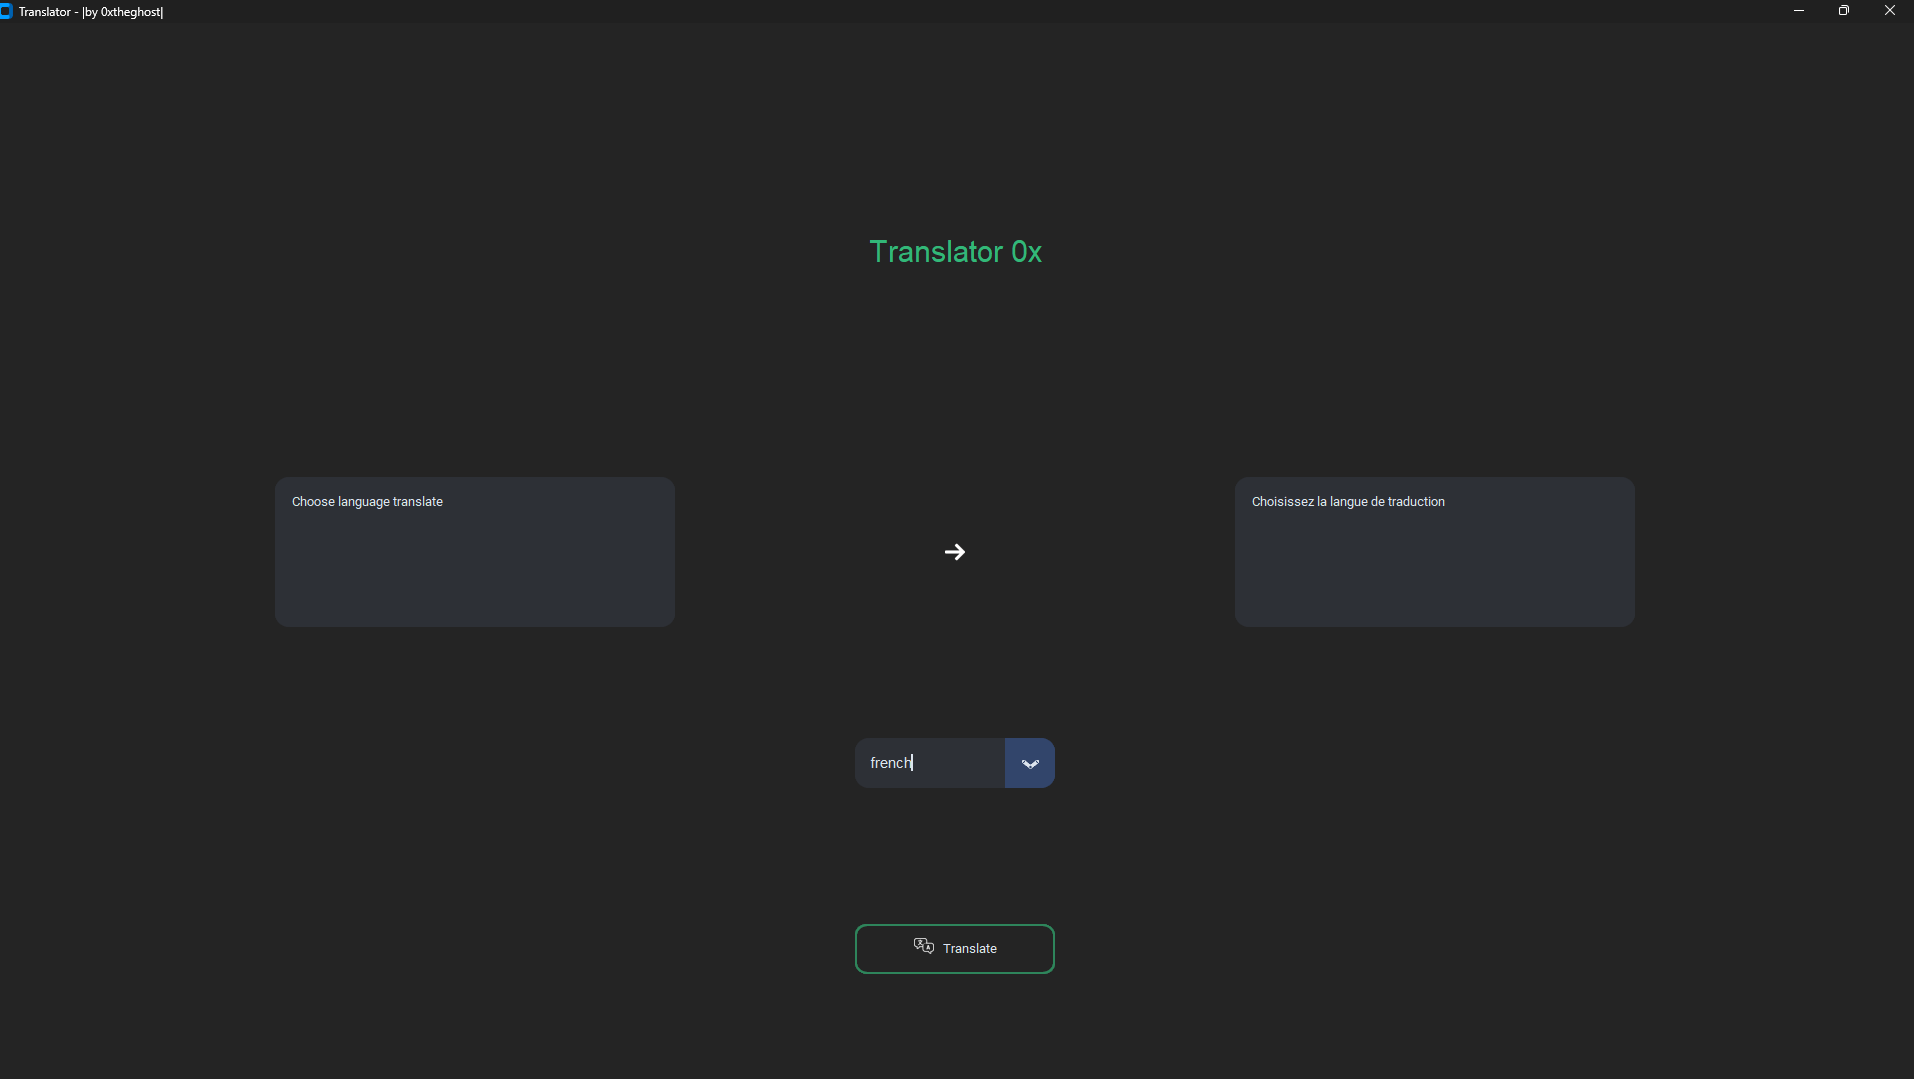 Translator - |by 0xtheghost|
Translator 0x
Choose language translate
Choisissez la langue de traduction
french
Translate